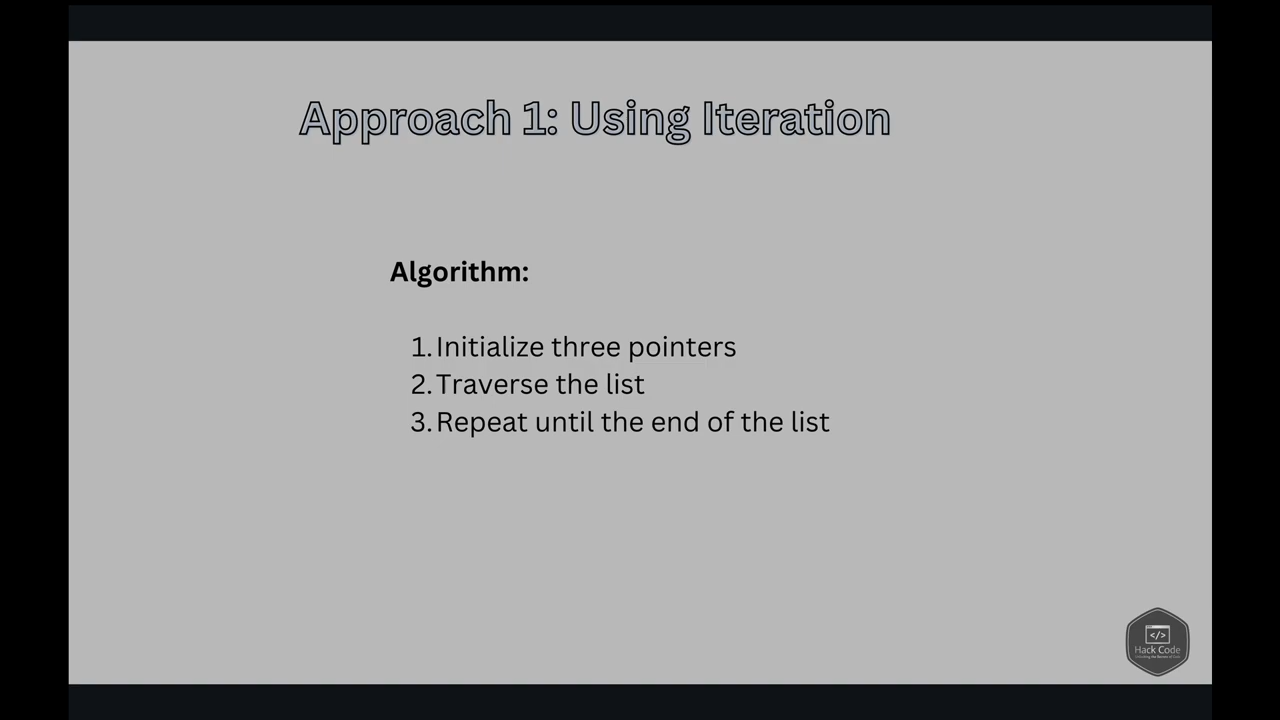 Approach 1: Using Iteration
Algorithm:
1. Initialize three pointers
2. Traverse the list
3. Repeat until the end of the list
</>
Hack Code